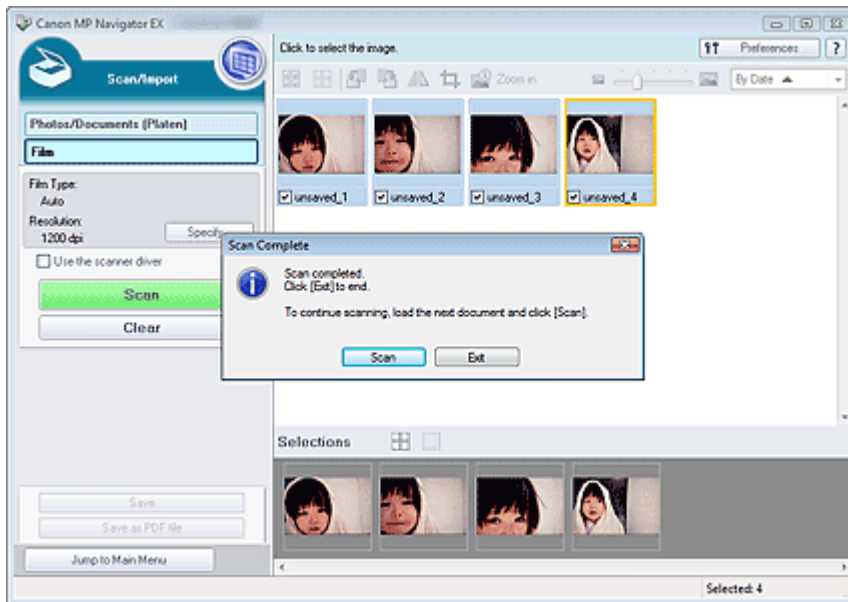 Canon MP Navigator EX
Scan/Import
Photos/Documents (Platen)
Film
Film Type:
Auto
Resolution:
1200 dpi
Specify...
Use the scanner driver
Scan
Clear
Save
Save as PDF file
Jump to Main Menu
Click to select the image.
Preferences
?
Zoom in
By Date
unsaved_1
unsaved_2
unsaved_3
unsaved_4
Scan Complete
Scan completed.
Click [Exit] to end.
To continue scanning, load the next document and click [Scan].
Scan
Exit
Selections
Selected: 4